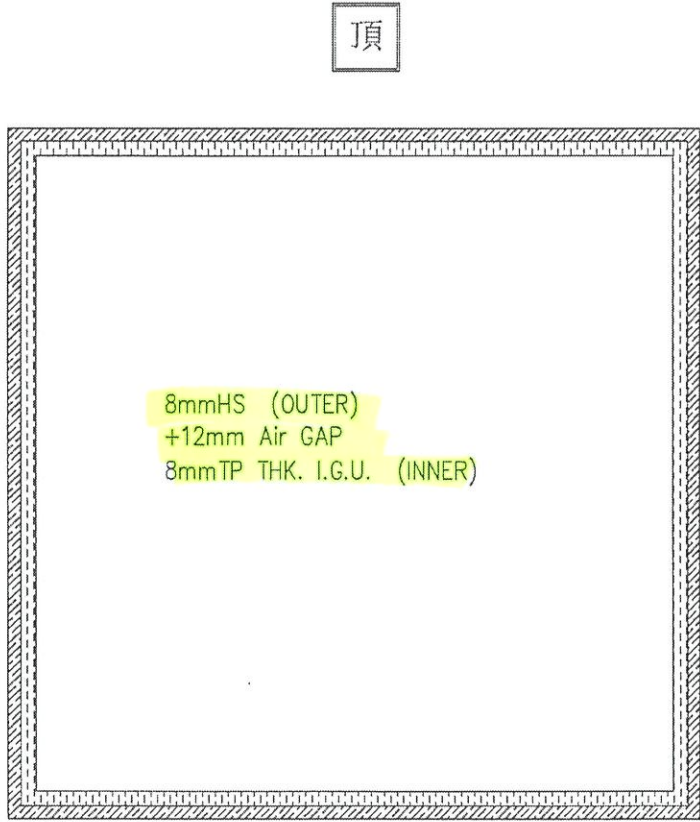 頂
8mmHS (OUTER)
+12mm Air GAP
8mmTP THK. I.G.U. (INNER)